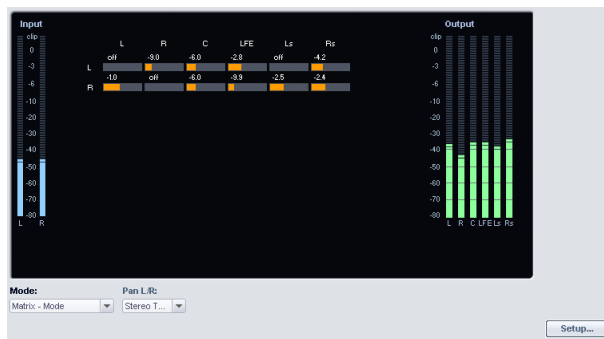 Input
Output
clip
clip
L R C LFE Ls Rs
0
0
off -9.0 -6.0 -2.8 off -4.2
-3
L
-3
-1.0 off -6.0 -9.9 -2.5 -2.4
-6
R
-6
-10
-10
-20
-20
-30
-30
-40
-40
-50
-50
-60
-60
-70
-70
-80
-80
L R
L R C LFE Ls Rs
Mode:
Pan L/R:
Matrix - Mode
Stereo T...
Setup...